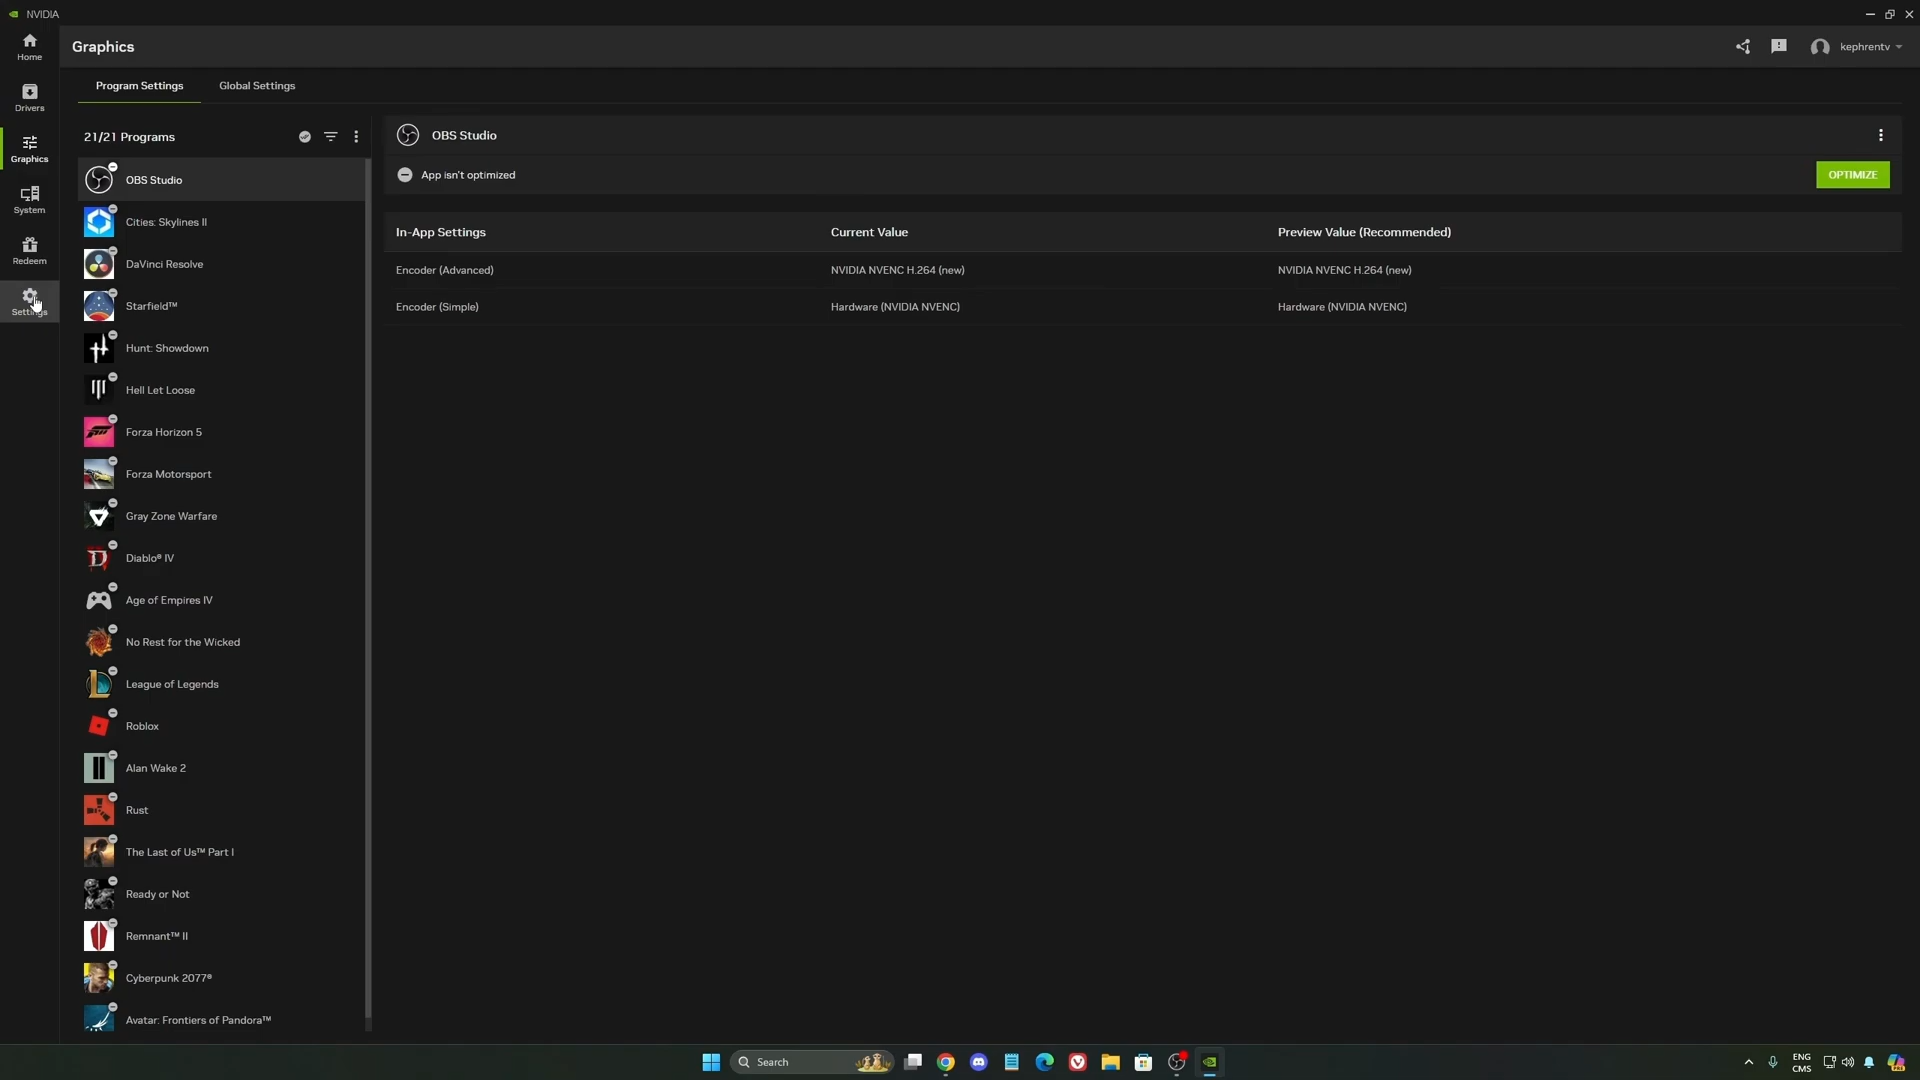 NVIDIA
Home
Drivers
Graphics
System
Redeem
Settings
Graphics
kephrentv
Program Settings
Global Settings
21/21 Programs
OBS Studio
Cities: Skylines II
DaVinci Resolve
Starfield™
Hunt: Showdown
Hell Let Loose
Forza Horizon 5
Forza Motorsport
Gray Zone Warfare
Diablo® IV
Age of Empires IV
No Rest for the Wicked
League of Legends
Roblox
Alan Wake 2
Rust
The Last of Us™ Part I
Ready or Not
Remnant™ II
Cyberpunk 2077®
Avatar: Frontiers of Pandora™
OBS Studio
App isn't optimized
OPTIMIZE
In-App Settings Current Value Preview Value (Recommended)
Encoder (Advanced) NVIDIA NVENC H.264 (new) NVIDIA NVENC H.264 (new)
Encoder (Simple) Hardware (NVIDIA NVENC) Hardware (NVIDIA NVENC)
Search
ENG
CMS